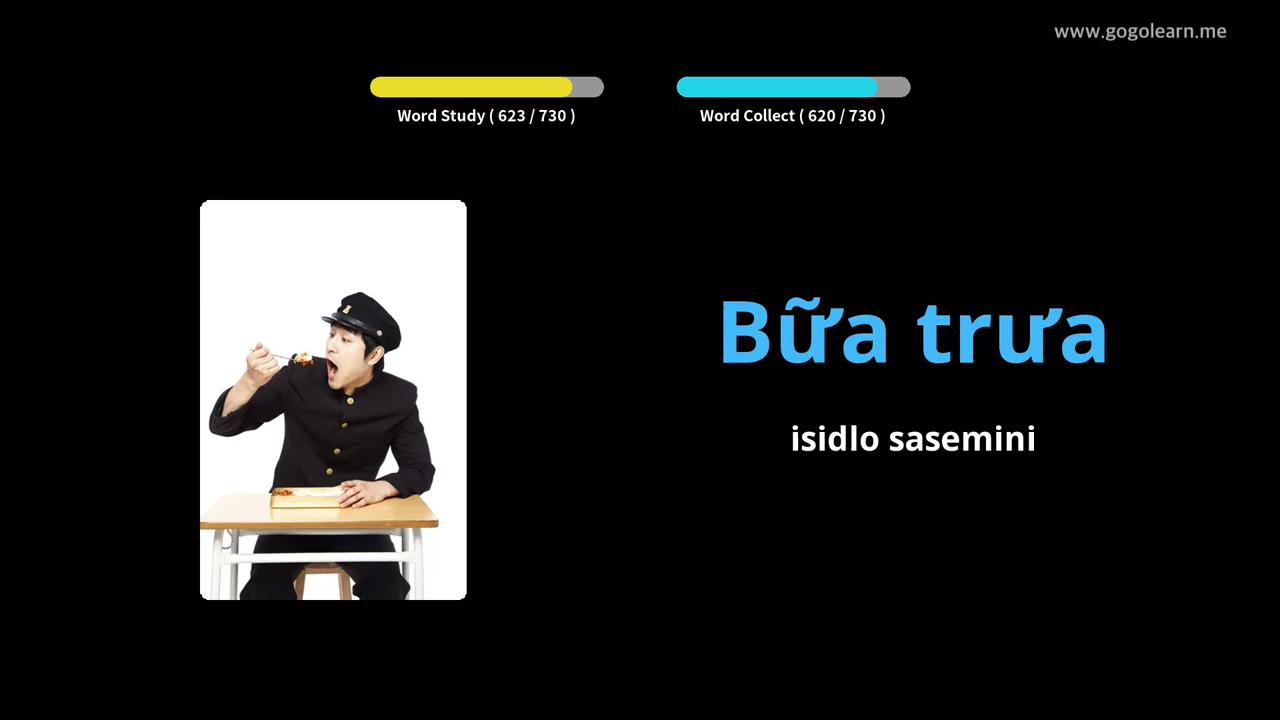 www.gogolearn.me
Word Study ( 623 / 730 )
Word Collect ( 620 / 730 )
Bữa trưa
isidlo sasemini